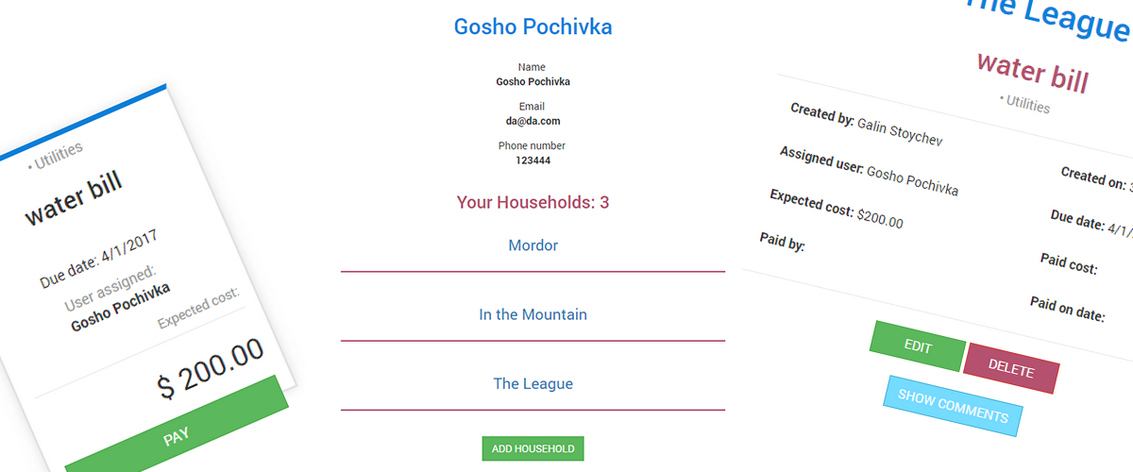 • Utilities
water bill
Due date: 4/1/2017
User assigned:
Gosho Pochivka
Expected cost:
$ 200.00
PAY
Gosho Pochivka
Name
Gosho Pochivka
Email
da@da.com
Phone number
123444
Your Households: 3
Mordor
In the Mountain
The League
ADD HOUSEHOLD
The League
water bill
• Utilities
Created by: Galin Stoychev
Assigned user: Gosho Pochivka
Expected cost: $200.00
Paid by:
Created on:
Due date: 4/1/
Paid cost:
Paid on date:
EDIT
DELETE
SHOW COMMENTS